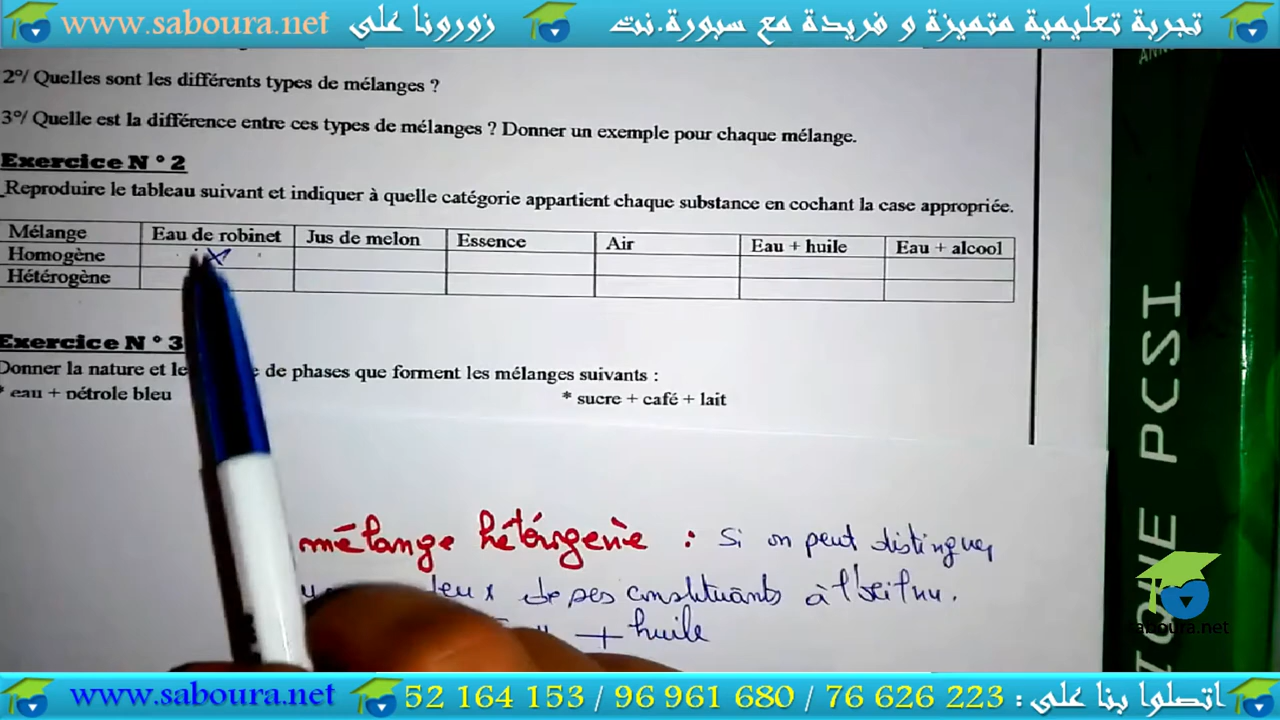 www.saboura.net زورونا على تجربة تعليمية متميزة و فريدة مع سبورة.نت
2°/ Quelles sont les différents types de mélanges ?
3°/ Quelle est la différence entre ces types de mélanges ? Donner un exemple pour chaque mélange.
Exercice N ° 2
Reproduire le tableau suivant et indiquer à quelle catégorie appartient chaque substance en cochant la case appropriée.
Mélange Eau de robinet Jus de melon Essence Air Eau + huile Eau + alcool
Homogène X
Hétérogène
Exercice N ° 3
Donner la nature et le de phases que forment les mélanges suivants :
* eau + pétrole bleu * sucre + café + lait
mélange hétérogène : Si on peut distinguer
deux de ses constituants à l'œil nu.
+ huile
PCSI
saboura.net
www.saboura.net 52 164 153 / 96 961 680 / 76 626 223 اتصلوا بنا على :